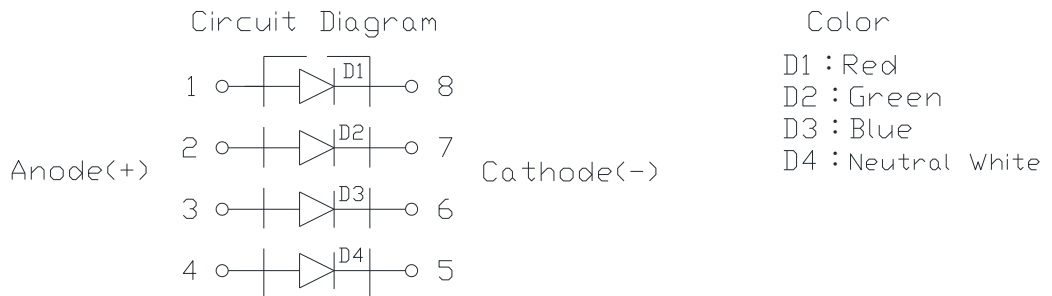 Circuit Diagram
1 D1 8
2 D2 7
Anode(+) Cathode(-)
3 D3 6
4 D4 5
Color
D1 : Red
D2 : Green
D3 : Blue
D4 : Neutral White